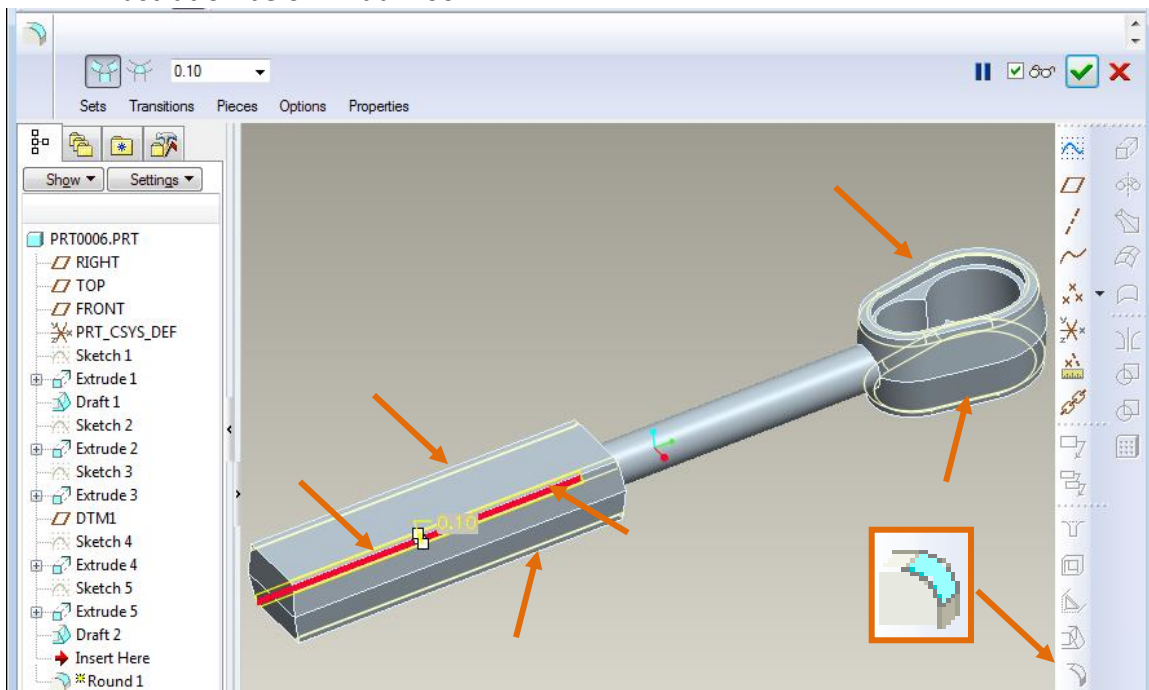 0.10
Sets Transitions Pieces Options Properties
Show Settings
PRT0006.PRT
RIGHT
TOP
FRONT
PRT_CSYS_DEF
Sketch 1
Extrude 1
Draft 1
Sketch 2
Extrude 2
Sketch 3
Extrude 3
DTM1
Sketch 4
Extrude 4
Sketch 5
Extrude 5
Draft 2
Insert Here
Round 1
0.10